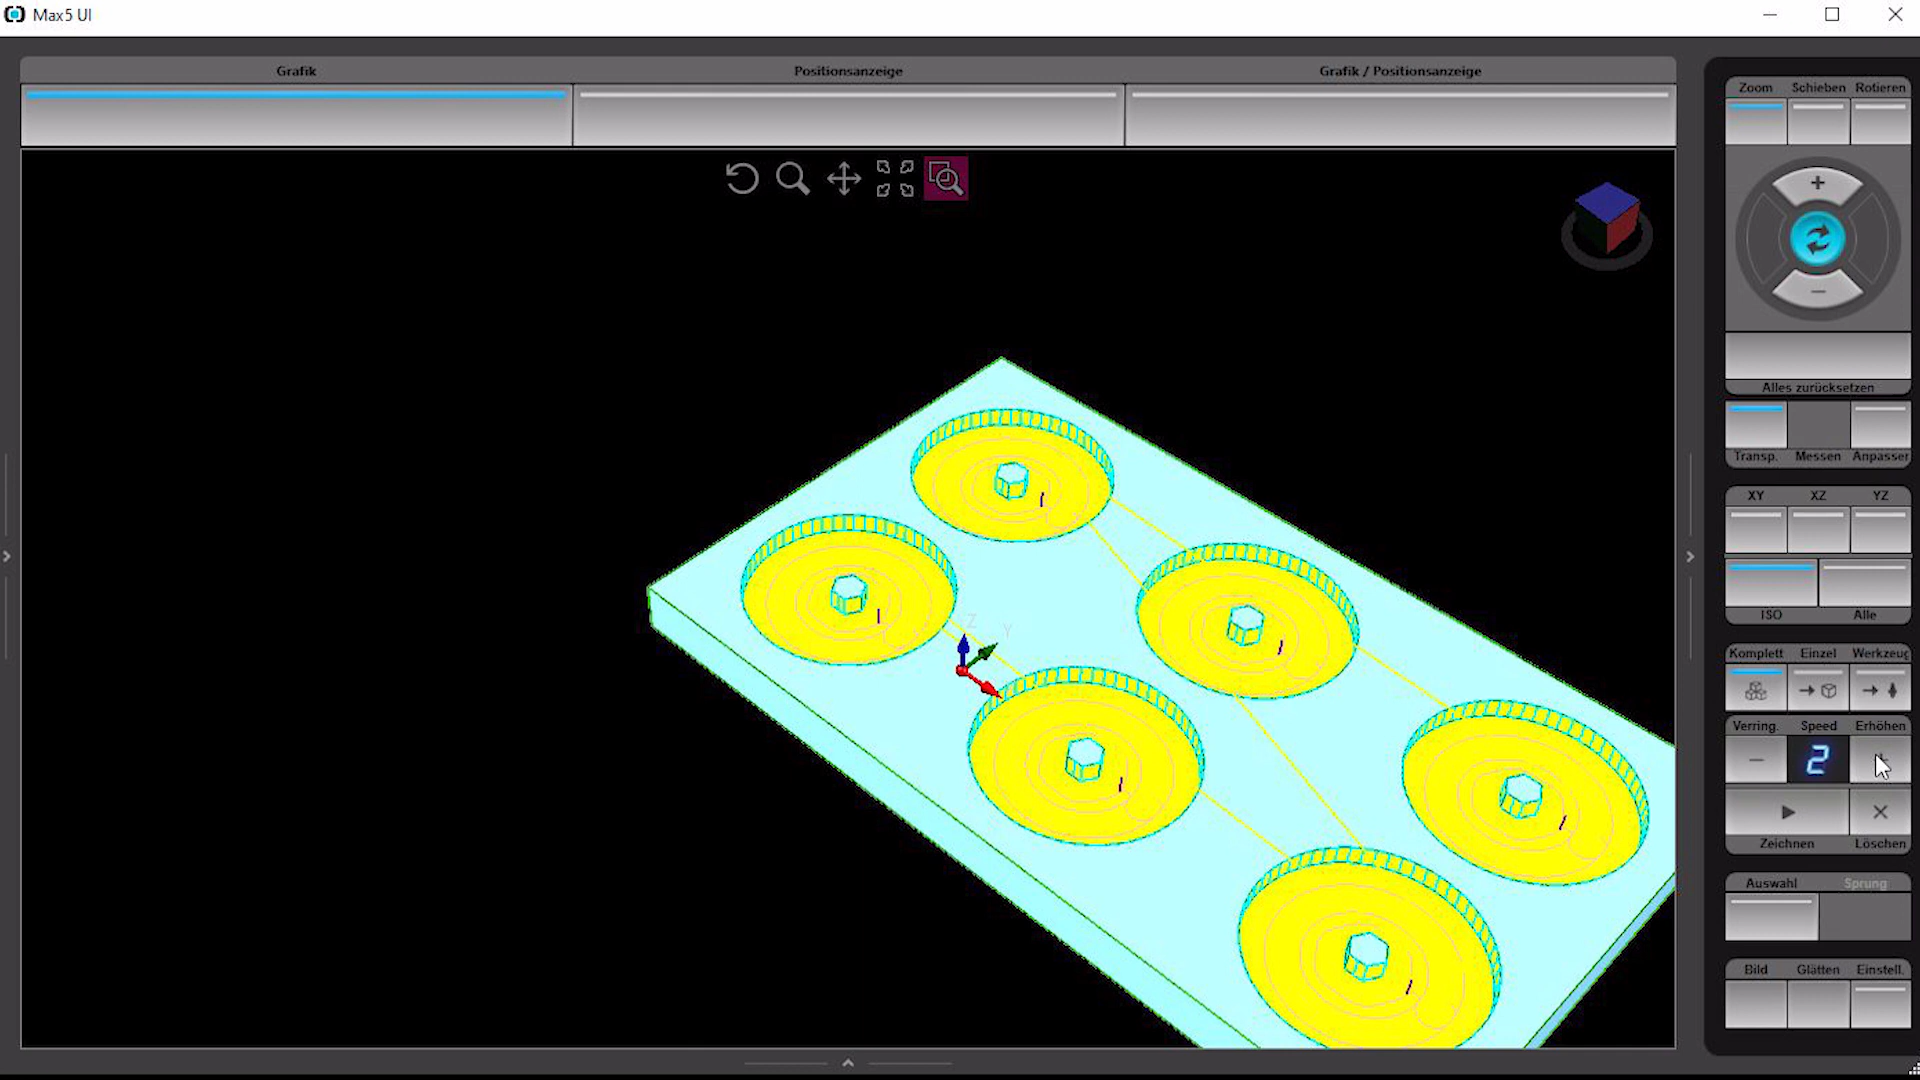 Max5 UI
Grafik
Positionsanzeige
Grafik / Positionsanzeige
Zoom Schieben Rotieren
+
−
Alles zurücksetzen
Transp. Messen Anpasser
XY XZ YZ
ISO Alle
Z
Y
Komplett Einzel Werkzeug
Verring. Speed Erhöhen
− 2
Zeichnen Löschen
Auswahl Sprung
Bild Glätten Einstell.